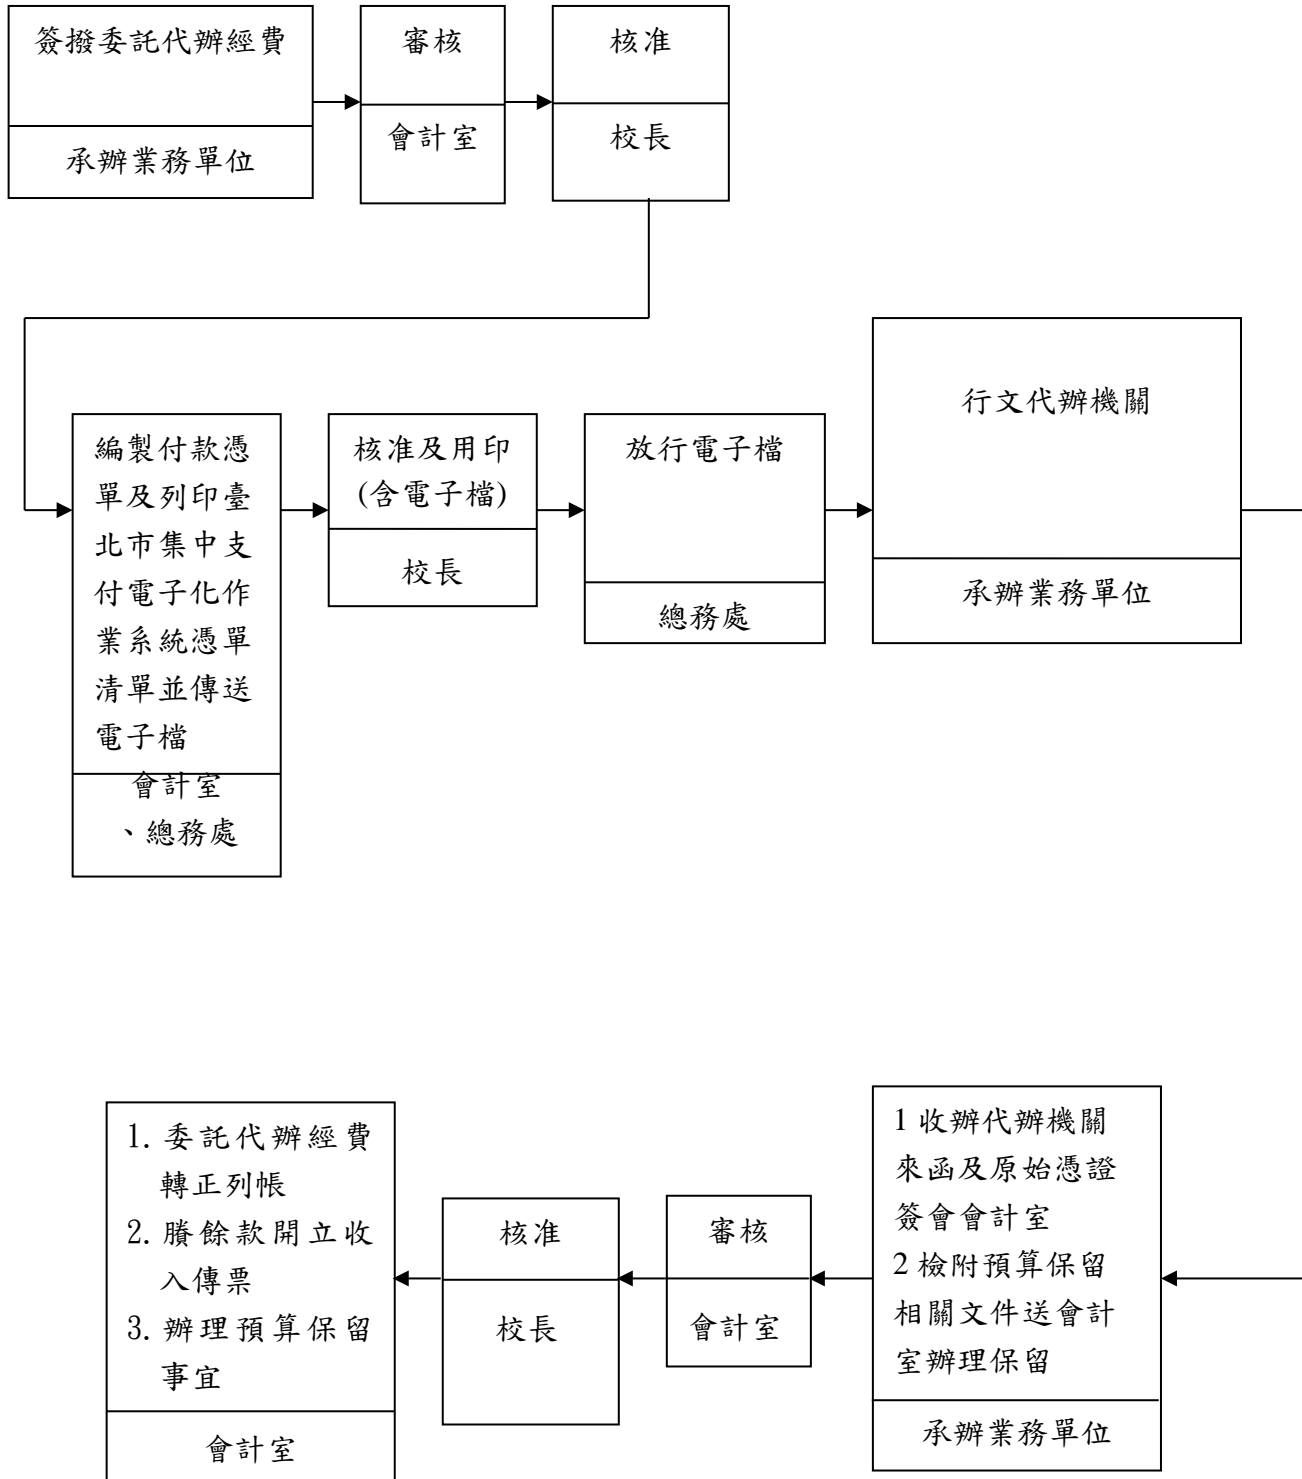 簽撥委託代辦經費
承辦業務單位
審核
會計室
核准
校長
編製付款憑
單及列印臺
北市集中支
付電子化作
業系統憑單
清單並傳送
電子檔
會計室
、總務處
核准及用印
(含電子檔)
校長
放行電子檔
總務處
行文代辦機關
承辦業務單位
1收辦代辦機關
來函及原始憑證
簽會會計室
2檢附預算保留
相關文件送會計
室辦理保留
承辦業務單位
審核
會計室
核准
校長
1. 委託代辦經費
轉正列帳
2. 賸餘款開立收
入傳票
3. 辦理預算保留
事宜
會計室